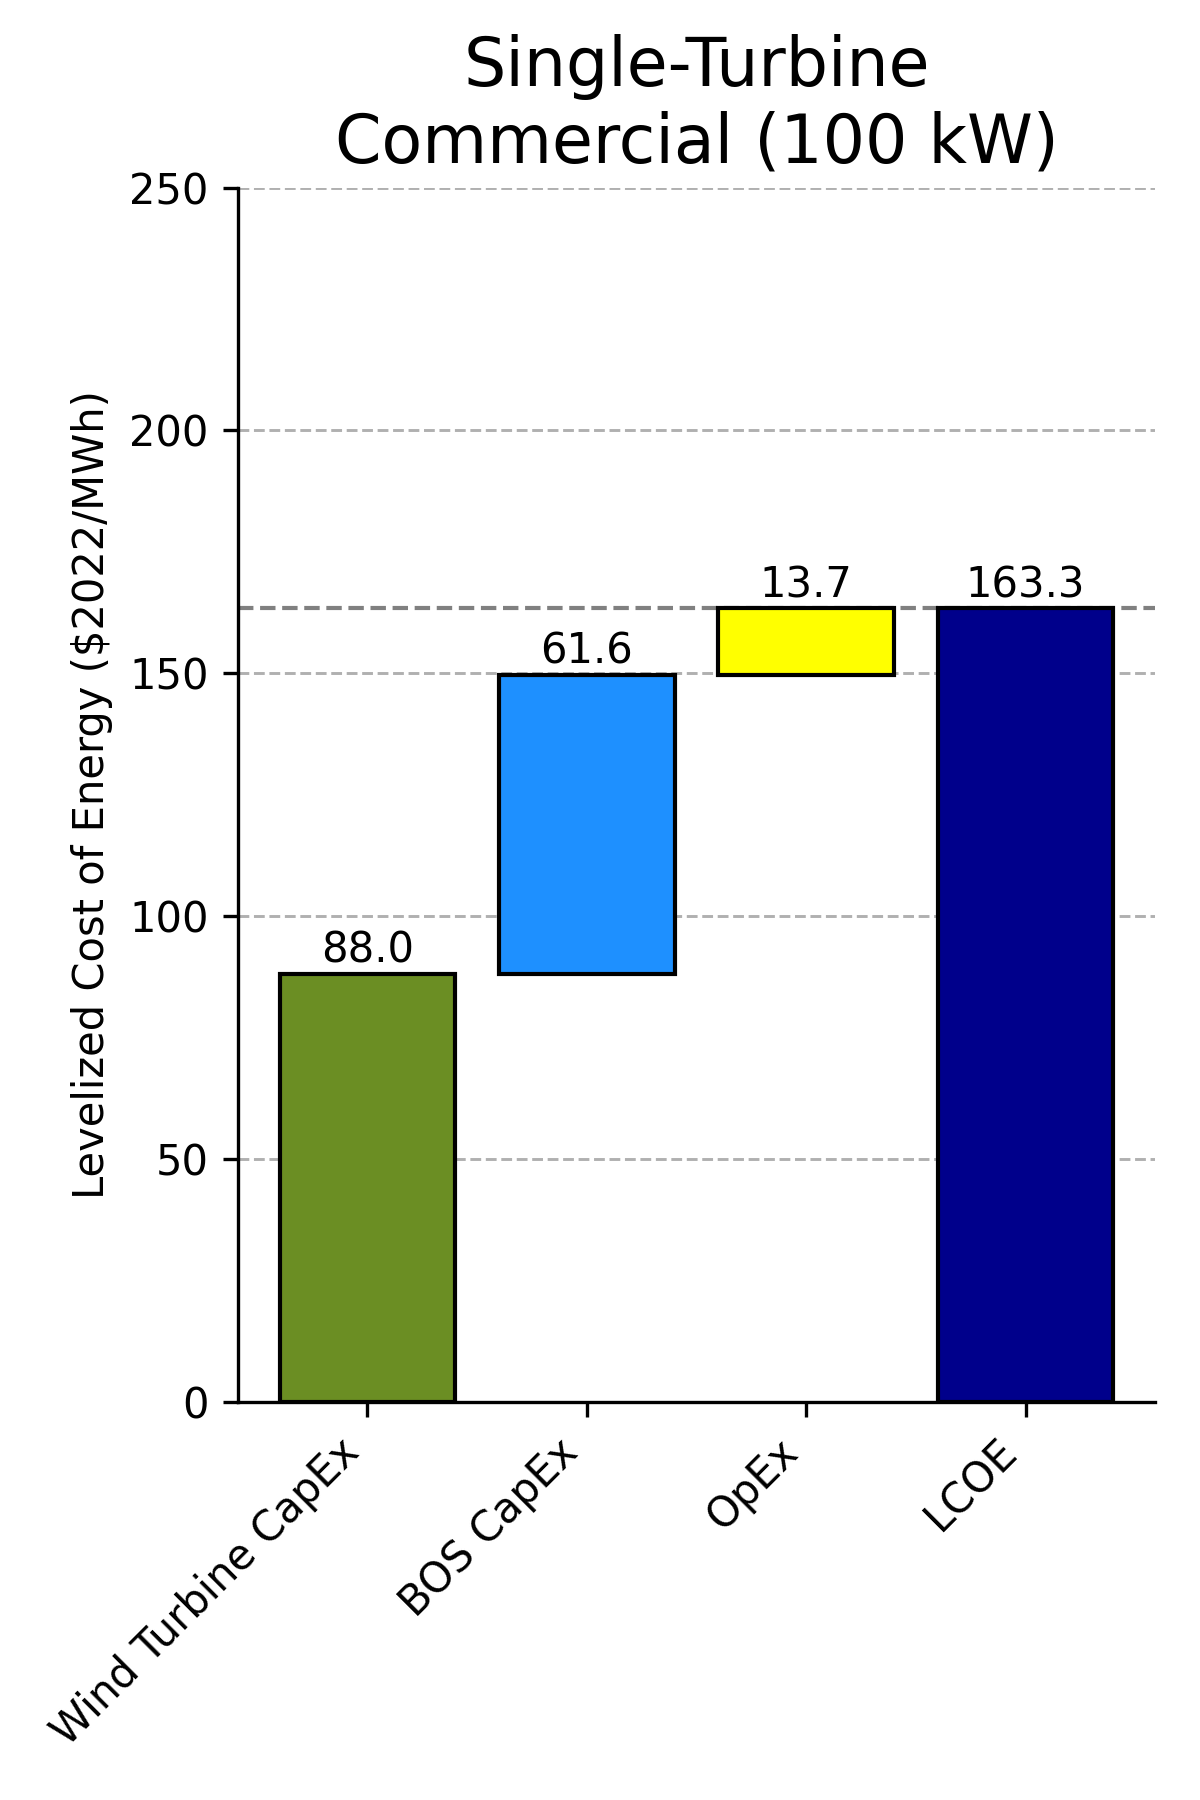 Single-Turbine
Commercial (100 kW)
Levelized Cost of Energy ($2022/MWh)
250
200
150
100
50
0
88.0
61.6
13.7
163.3
Wind Turbine CapEx
BOS CapEx
OpEx
LCOE